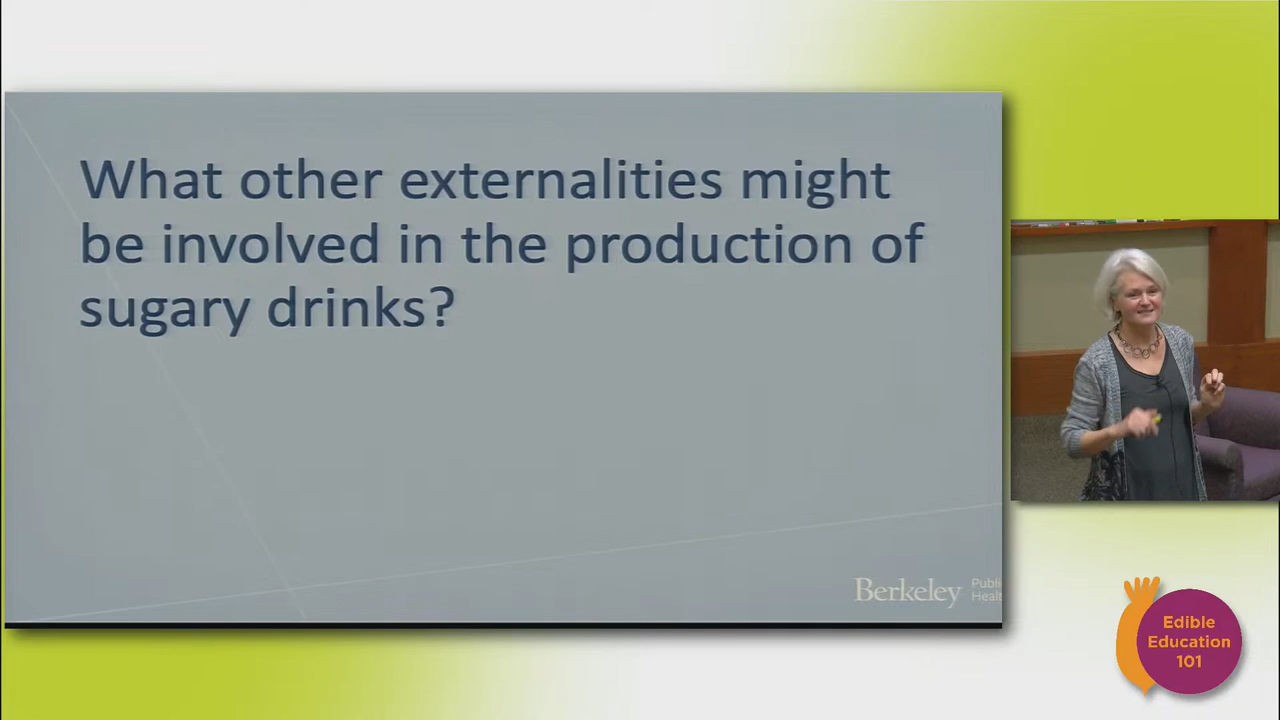 What other externalities might
be involved in the production of
sugary drinks?
Berkeley
Edible
Education
101